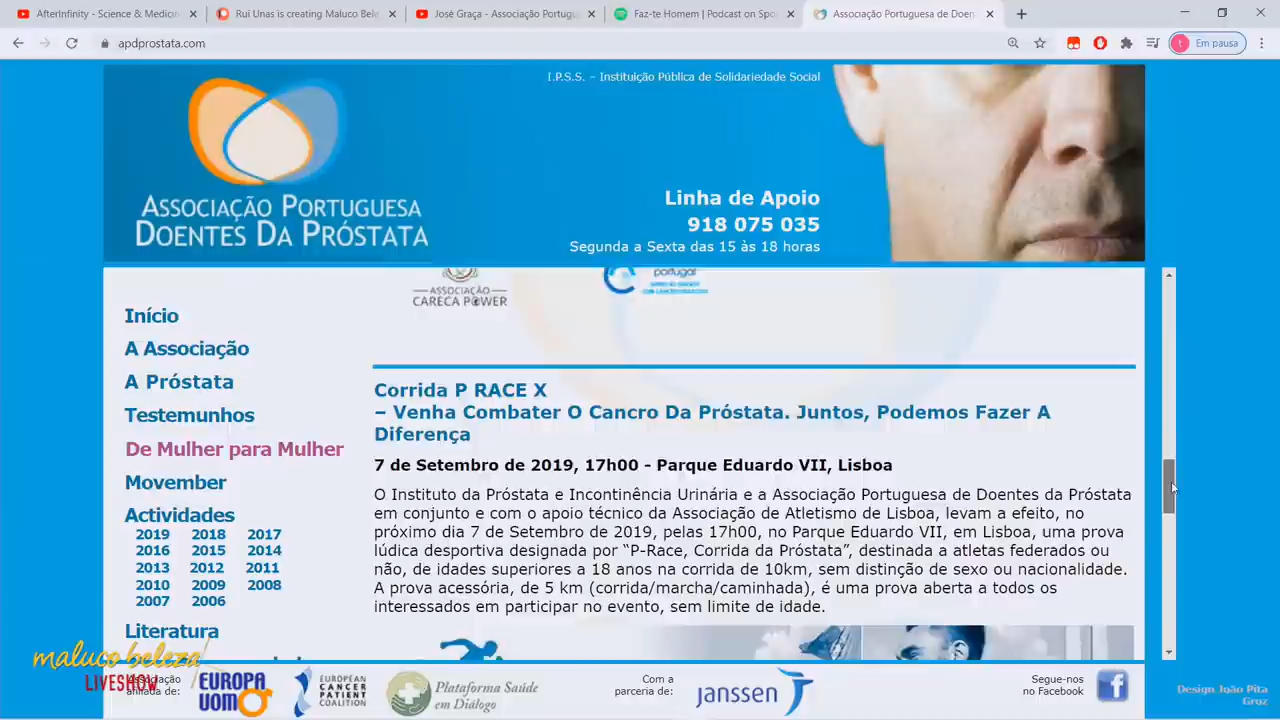 AfterInfinity - Science & Medicin
Rui Unas is creating Maluco Bele
José Graça - Associação Portugu
Faz-te Homem | Podcast on Spo
Associação Portuguesa de Doen
apdprostata.com
Em pausa
I.P.S.S. – Instituição Pública de Solidariedade Social
ASSOCIAÇÃO PORTUGUESA
DOENTES DA PRÓSTATA
Linha de Apoio
918 075 035
Segunda a Sexta das 15 às 18 horas
ASSOCIAÇÃO
CARECA POWER
portugal
Início
A Associação
A Próstata
Testemunhos
De Mulher para Mulher
Movember
Actividades
2019 2018 2017
2016 2015 2014
2013 2012 2011
2010 2009 2008
2007 2006
Literatura
Corrida P RACE X
– Venha Combater O Cancro Da Próstata. Juntos, Podemos Fazer A
Diferença
7 de Setembro de 2019, 17h00 - Parque Eduardo VII, Lisboa
O Instituto da Próstata e Incontinência Urinária e a Associação Portuguesa de Doentes da Próstata
em conjunto e com o apoio técnico da Associação de Atletismo de Lisboa, levam a efeito, no
próximo dia 7 de Setembro de 2019, pelas 17h00, no Parque Eduardo VII, em Lisboa, uma prova
lúdica desportiva designada por “P-Race, Corrida da Próstata”, destinada a atletas federados ou
não, de idades superiores a 18 anos na corrida de 10km, sem distinção de sexo ou nacionalidade.
A prova acessória, de 5 km (corrida/marcha/caminhada), é uma prova aberta a todos os
interessados em participar no evento, sem limite de idade.
maluco beleza
LIVESHOW
afiliada de:
EUROPA
UOMO
EUROPEAN
CANCER
PATIENT
COALITION
Plataforma Saúde
em Diálogo
Com a
parceria de:
janssen
Segue-nos
no Facebook
Design João Pita
Groz